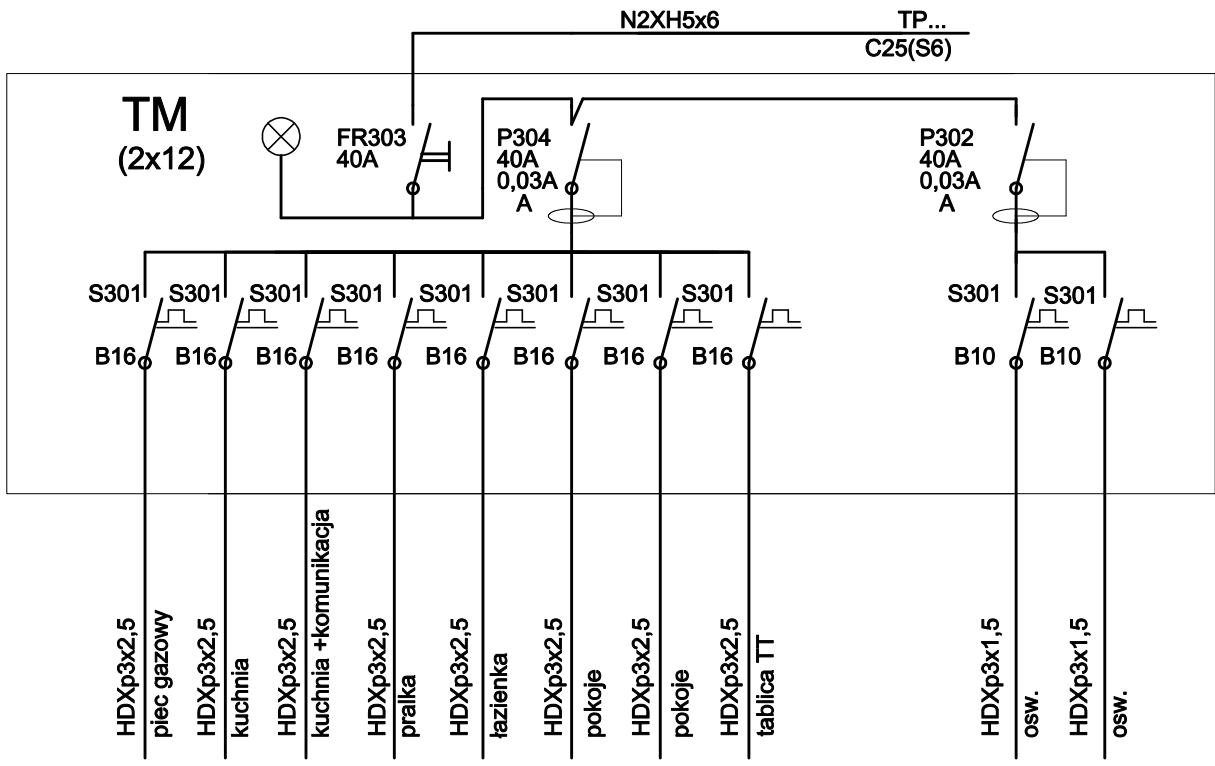 N2XH5x6 TP...
C25(S6)
TM
(2x12)
FR303
40A
P304
40A
0,03A
A
P302
40A
0,03A
A
S301 S301 S301 S301 S301 S301 S301 S301 S301 S301
B16 B16 B16 B16 B16 B16 B16 B16 B10 B10
HDXp3x2,5
piec gazowy
HDXp3x2,5
kuchnia
HDXp3x2,5
kuchnia +komunikacja
HDXp3x2,5
pralka
HDXp3x2,5
łazienka
HDXp3x2,5
pokoje
HDXp3x2,5
pokoje
HDXp3x2,5
tablica TT
HDXp3x1,5
osw.
HDXp3x1,5
osw.